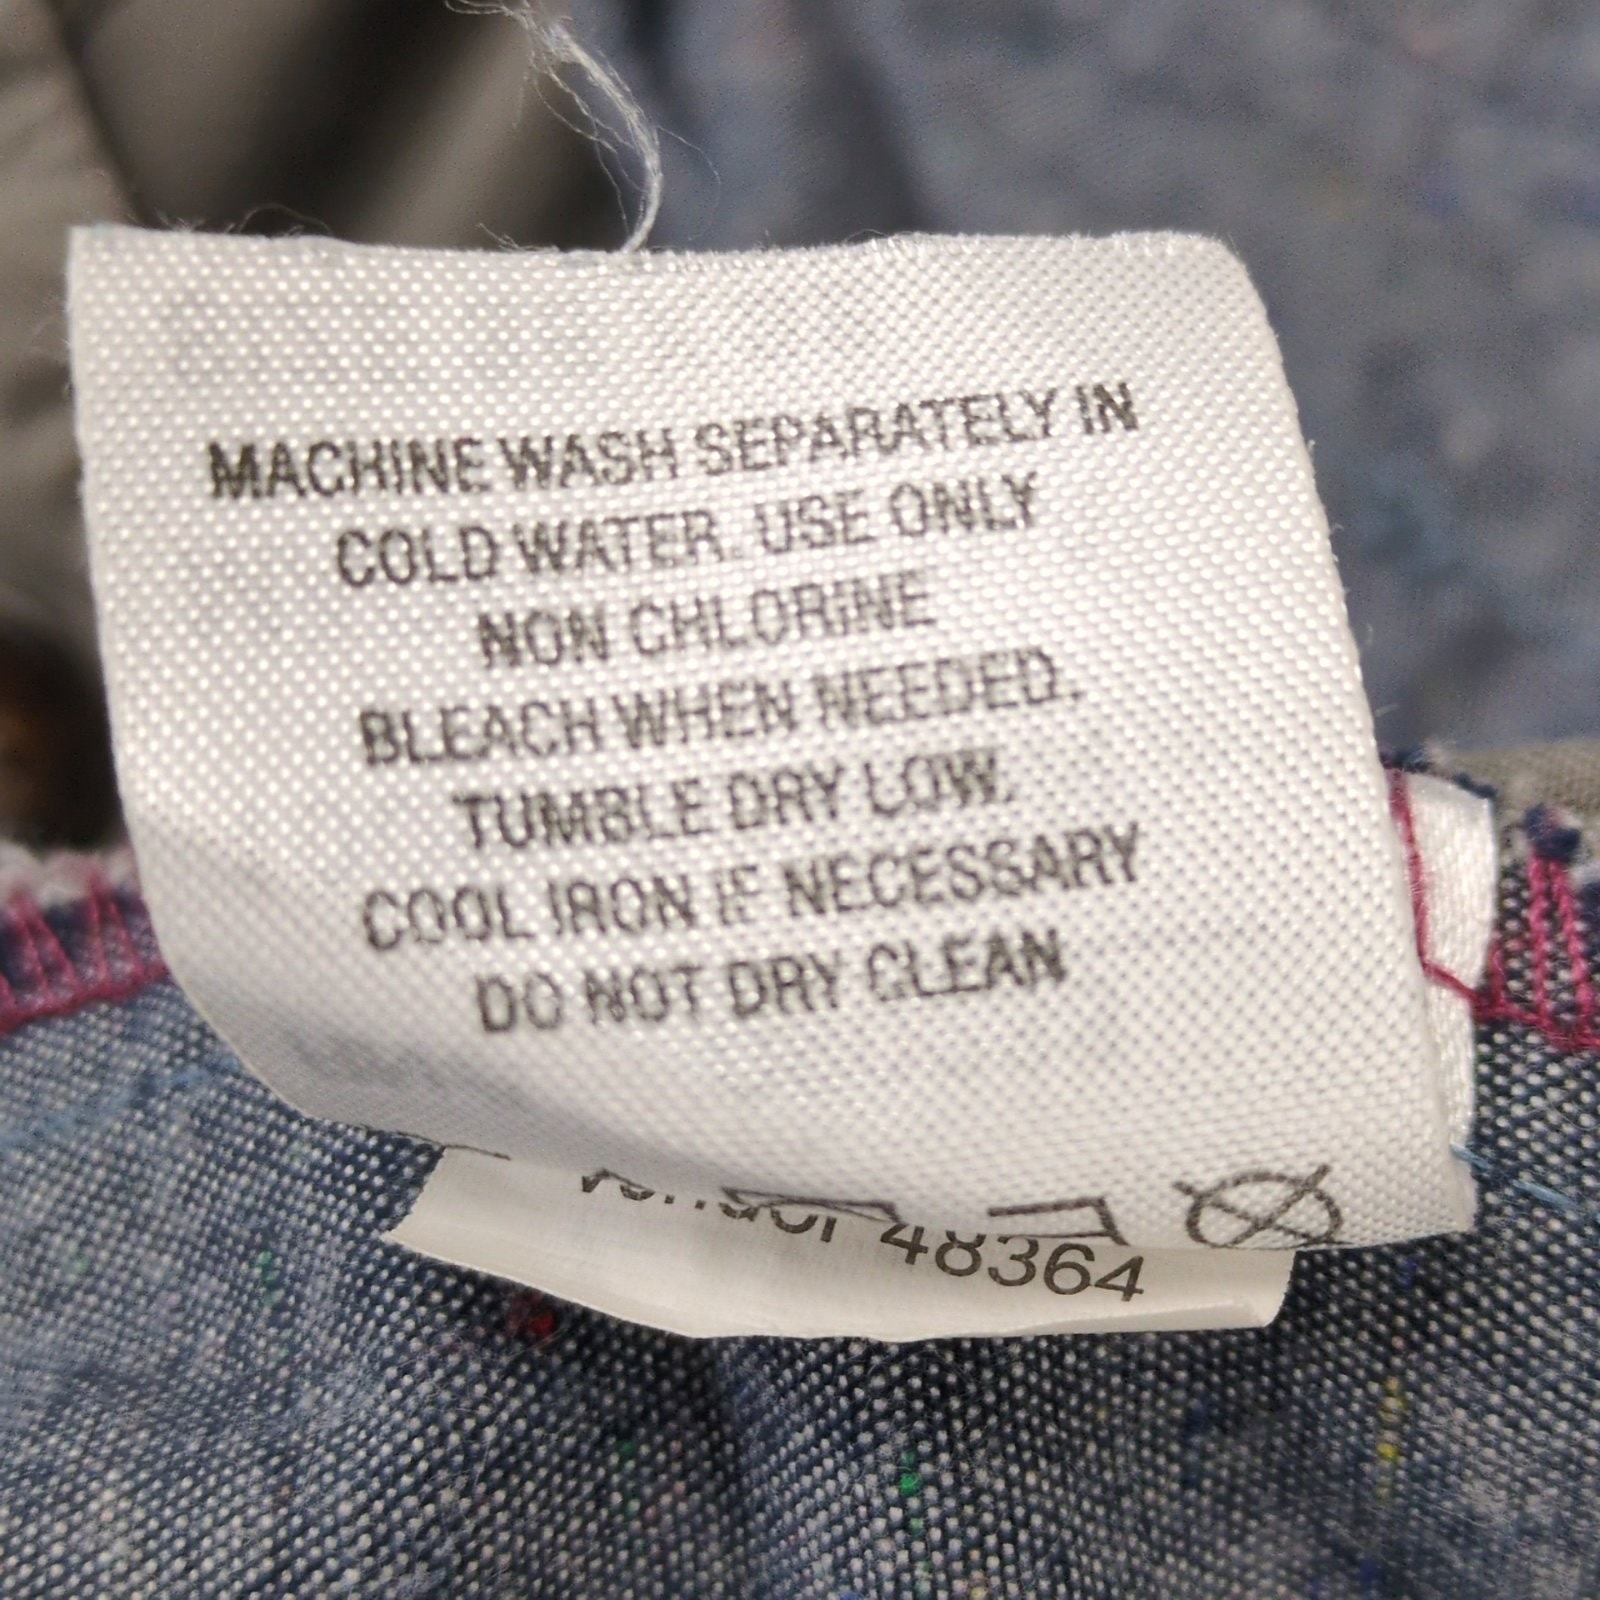 MACHINE WASH SEPARATELY IN
COLD WATER. USE ONLY
NON CHLORINE
BLEACH WHEN NEEDED.
TUMBLE DRY LOW.
COOL IRON IF NECESSARY
DO NOT DRY CLEAN
Vendor 48364